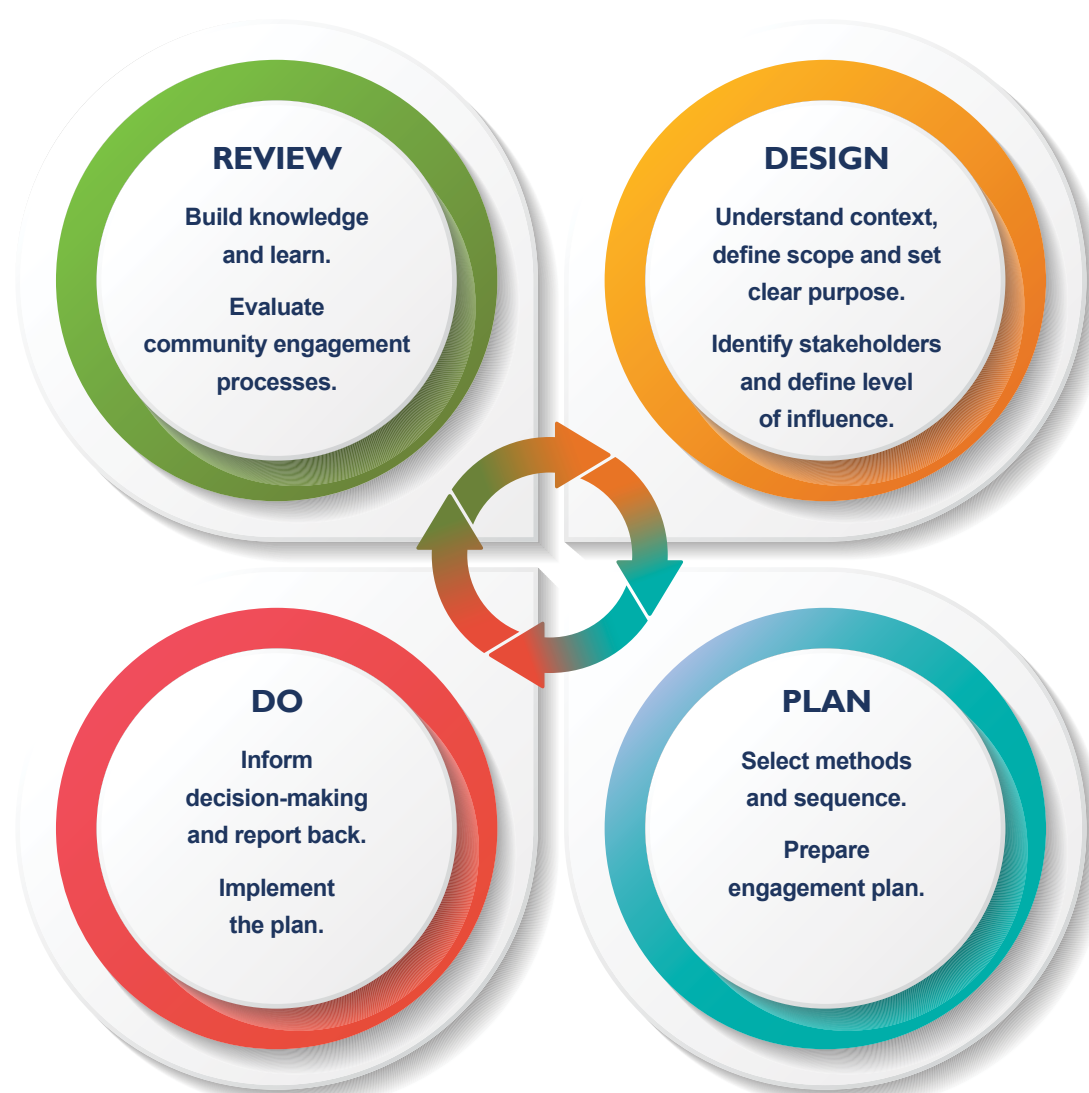 REVIEW
Build knowledge
and learn.
Evaluate
community engagement
processes.
DESIGN
Understand context,
define scope and set
clear purpose.
Identify stakeholders
and define level
of influence.
DO
Inform
decision-making
and report back.
Implement
the plan.
PLAN
Select methods
and sequence.
Prepare
engagement plan.